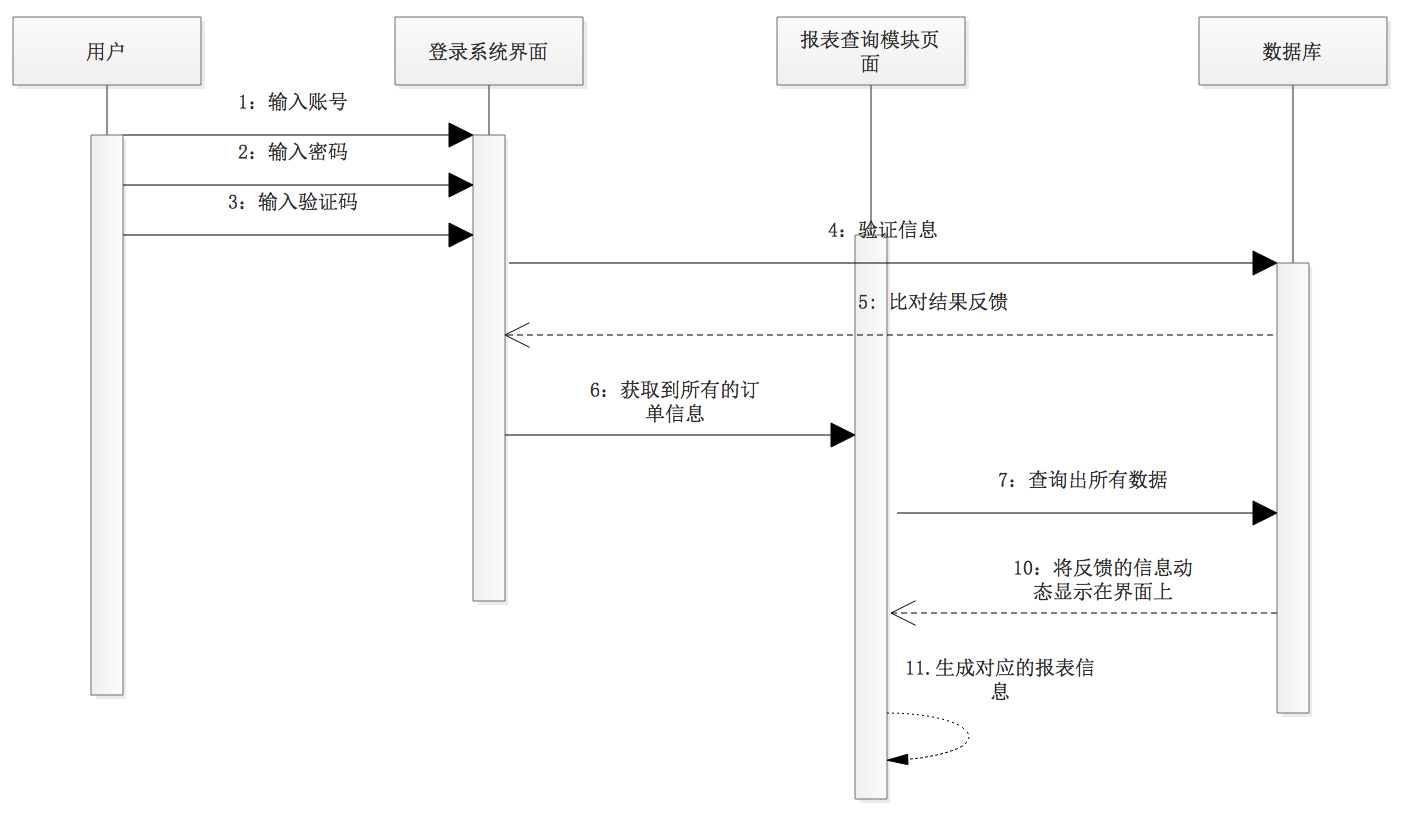 用户
登录系统界面
报表查询模块页
面
数据库
1：输入账号
2：输入密码
3：输入验证码
4：验证信息
5: 比对结果反馈
6：获取到所有的订
单信息
7：查询出所有数据
10：将反馈的信息动
态显示在界面上
11.生成对应的报表信
息